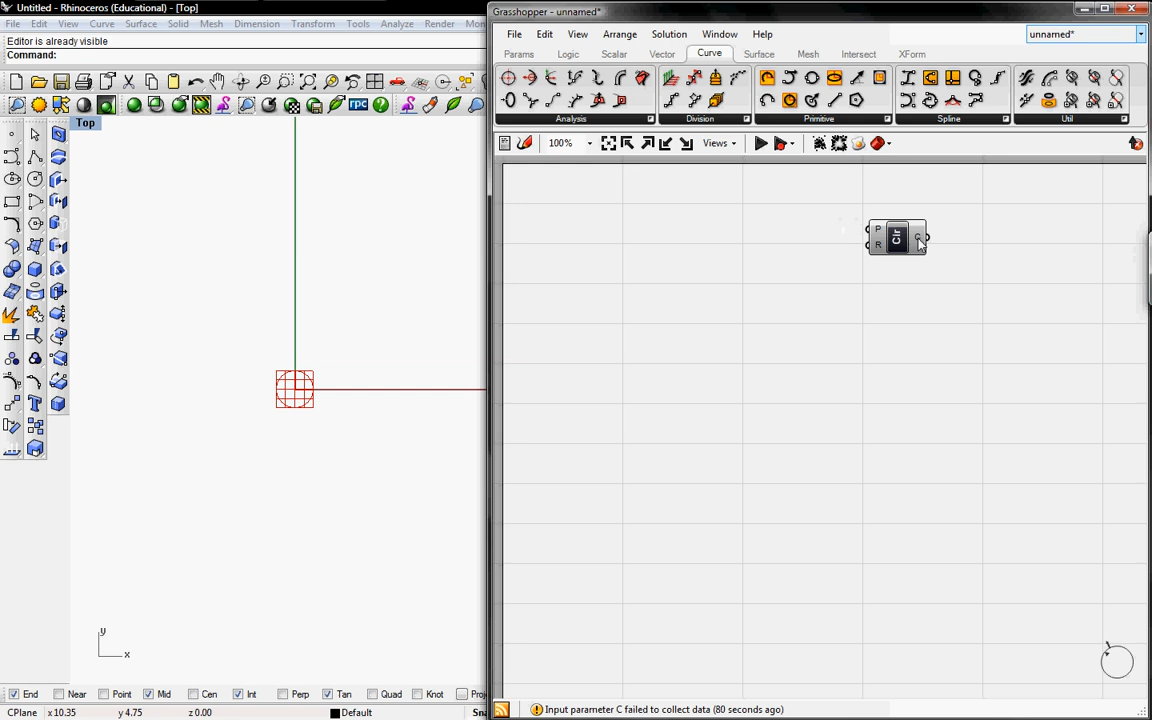 Untitled - Rhinoceros (Educational) - [Top]
File Edit View Curve Surface Solid Mesh Dimension Transform Tools Analyze Render
Editor is already visible
Command:
rpc
Top
y
x
End Near Point Mid Cen Int Perp Tan Quad Knot
CPlane x 10.35 y 4.75 z 0.00 Default
Grasshopper - unnamed*
File Edit View Arrange Solution Window Help unnamed*
Params Logic Scalar Vector Curve Surface Mesh Intersect XForm
Analysis Division Primitive Spline Util
100% Views
P
R
Cir
C
Input parameter C failed to collect data (80 seconds ago)